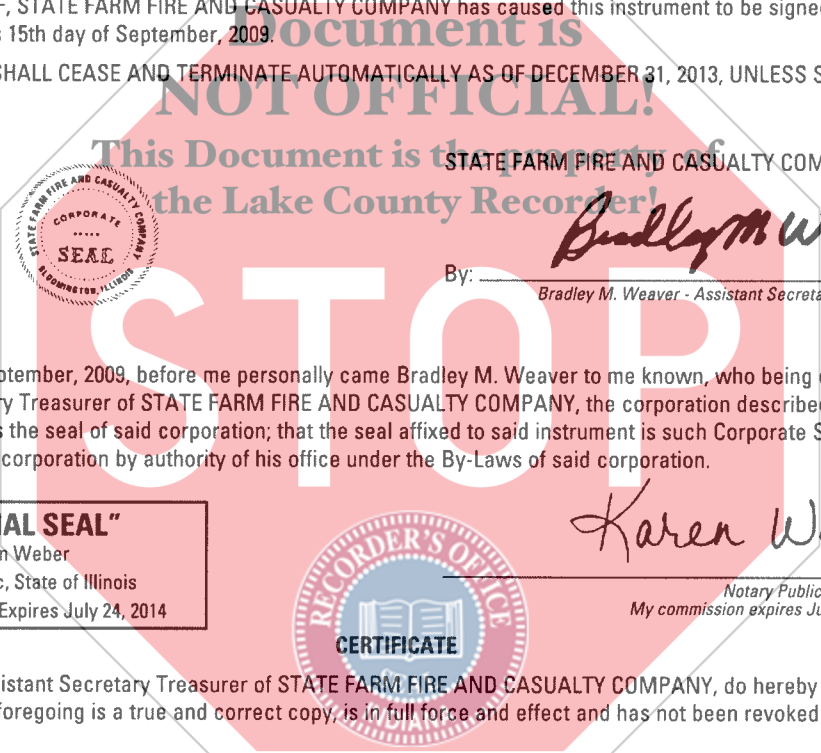 F, STATE FARM FIRE AND CASUALTY COMPANY has caused this instrument to be signe
s 15th day of September, 2009.
Document is
SHALL CEASE AND TERMINATE AUTOMATICALLY AS OF DECEMBER 31, 2013, UNLESS S
NOT OFFICIAL!
This Document is the property of
STATE FARM FIRE AND CASUALTY COM
the Lake County Recorder!
STATE FARM FIRE AND CASUALTY COMPANY
CORPORATE
SEAL
BLOOMINGTON, ILLINOIS
Bradley M W
By:
Bradley M. Weaver - Assistant Secreta
STOP
ptember, 2009, before me personally came Bradley M. Weaver to me known, who being
ry Treasurer of STATE FARM FIRE AND CASUALTY COMPANY, the corporation describe
s the seal of said corporation; that the seal affixed to said instrument is such Corporate S
corporation by authority of his office under the By-Laws of said corporation.
IAL SEAL"
n Weber
c, State of Illinois
Expires July 24, 2014
Karen W
Notary Public
My commission expires Ju
RECORDER'S OFFICE
SEAL
INDIANA
CERTIFICATE
istant Secretary Treasurer of STATE FARM FIRE AND CASUALTY COMPANY, do hereby
foregoing is a true and correct copy, is in full force and effect and has not been revoked